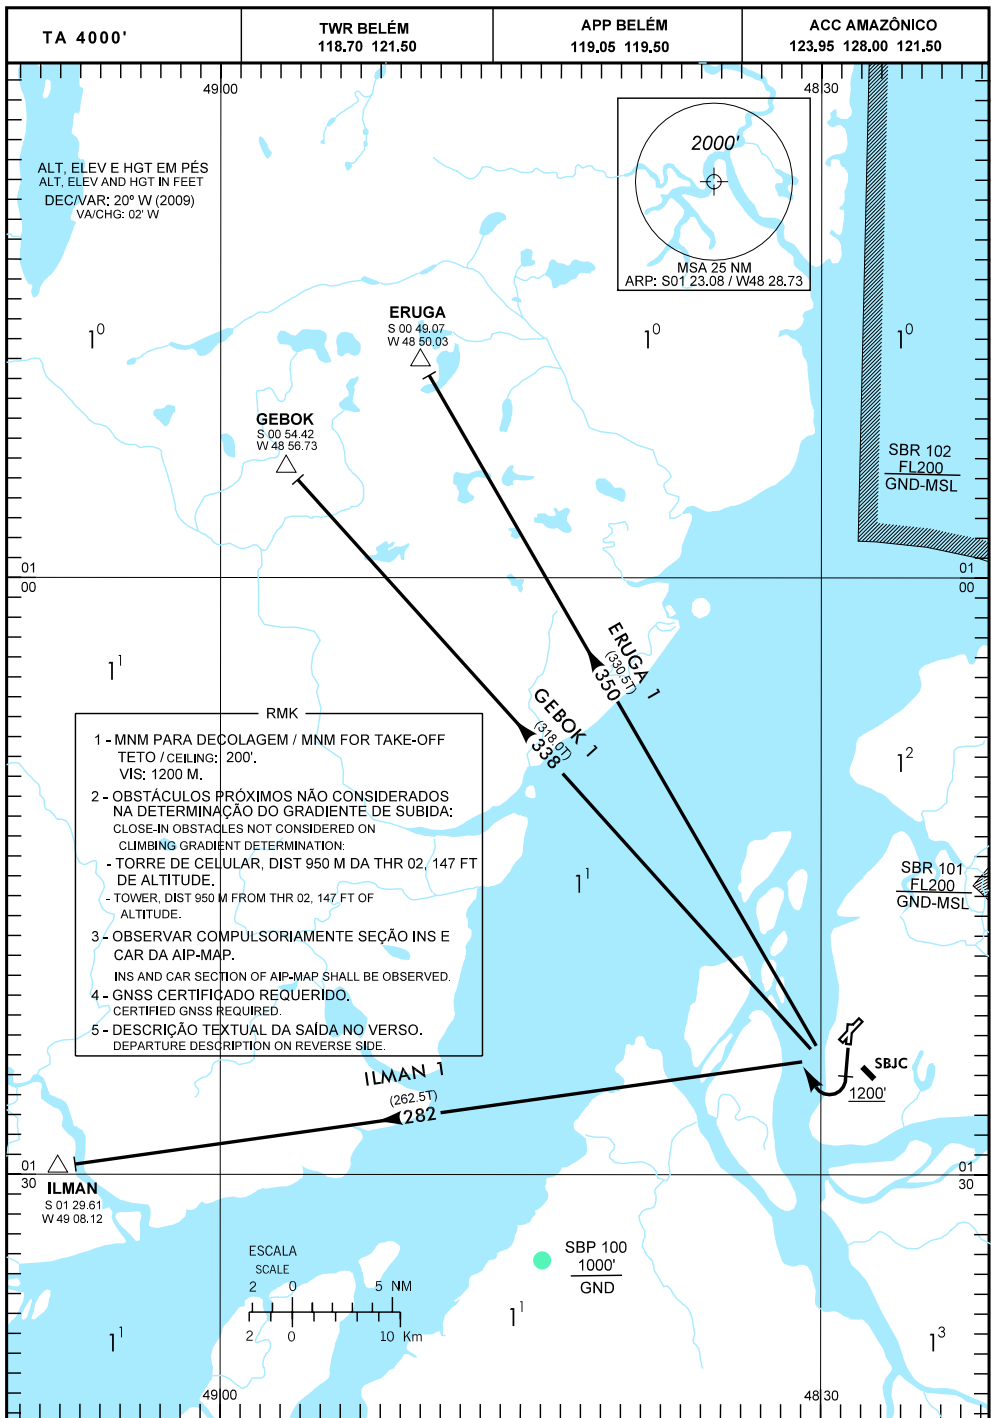 TA 4000'
TWR BELÉM
118.70 121.50
APP BELÉM
119.05 119.50
ACC AMAZÔNICO
123.95 128.00 121.50
49 00
48 30
ALT, ELEV E HGT EM PÉS
ALT, ELEV AND HGT IN FEET
DEC/VAR: 20º W (2009)
VA/CHG: 02' W
2000'
MSA 25 NM
ARP: S01 23.08 / W48 28.73
ERUGA
S 00 49.07
W 48 50.03
1⁰
1⁰
1⁰
GEBOK
S 00 54.42
W 48 56.73
SBR 102
FL200
GND-MSL
01
00
01
00
1¹
ERUGA 1
(330.5T)
350
GEBOK 1
(318.0T)
338
RMK
1 - MNM PARA DECOLAGEM / MNM FOR TAKE-OFF
TETO / CEILING: 200'.
VIS: 1200 M.
2 - OBSTÁCULOS PRÓXIMOS NÃO CONSIDERADOS
NA DETERMINAÇÃO DO GRADIENTE DE SUBIDA:
CLOSE-IN OBSTACLES NOT CONSIDERED ON
CLIMBING GRADIENT DETERMINATION:
- TORRE DE CELULAR, DIST 950 M DA THR 02, 147 FT
DE ALTITUDE.
- TOWER, DIST 950 M FROM THR 02, 147 FT OF
ALTITUDE.
3 - OBSERVAR COMPULSORIAMENTE SEÇÃO INS E
CAR DA AIP-MAP.
INS AND CAR SECTION OF AIP-MAP SHALL BE OBSERVED.
4 - GNSS CERTIFICADO REQUERIDO.
CERTIFIED GNSS REQUIRED.
5 - DESCRIÇÃO TEXTUAL DA SAÍDA NO VERSO.
DEPARTURE DESCRIPTION ON REVERSE SIDE.
1²
1¹
SBR 101
FL200
GND-MSL
SBJC
1200'
ILMAN 1
(262.5T)
282
01
30
01
30
ILMAN
S 01 29.61
W 49 08.12
ESCALA
SCALE
2 0 5 NM
2 0 10 Km
SBP 100
1000'
GND
1¹
1¹
1³
49 00
48 30